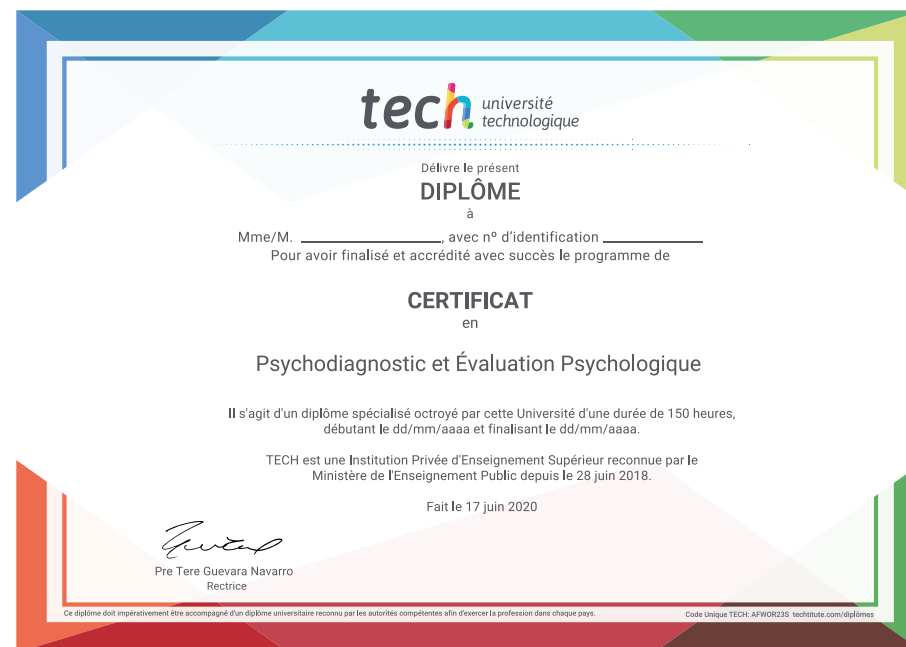 tech université
technologique
Délivre le présent
DIPLÔME
à
Mme/M. ____________________, avec nº d'identification ______________
Pour avoir finalisé et accrédité avec succès le programme de
CERTIFICAT
en
Psychodiagnostic et Évaluation Psychologique
Il s'agit d'un diplôme spécialisé octroyé par cette Université d'une durée de 150 heures,
débutant le dd/mm/aaaa et finalisant le dd/mm/aaaa.
TECH est une Institution Privée d'Enseignement Supérieur reconnue par le
Ministère de l'Enseignement Public depuis le 28 juin 2018.
Fait le 17 juin 2020
Pre Tere Guevara Navarro
Rectrice
Ce diplôme doit impérativement être accompagné d'un diplôme universitaire reconnu par les autorités compétentes afin d'exercer la profession dans chaque pays.
Code Unique TECH: AFWOR23S techtitute.com/diplômes